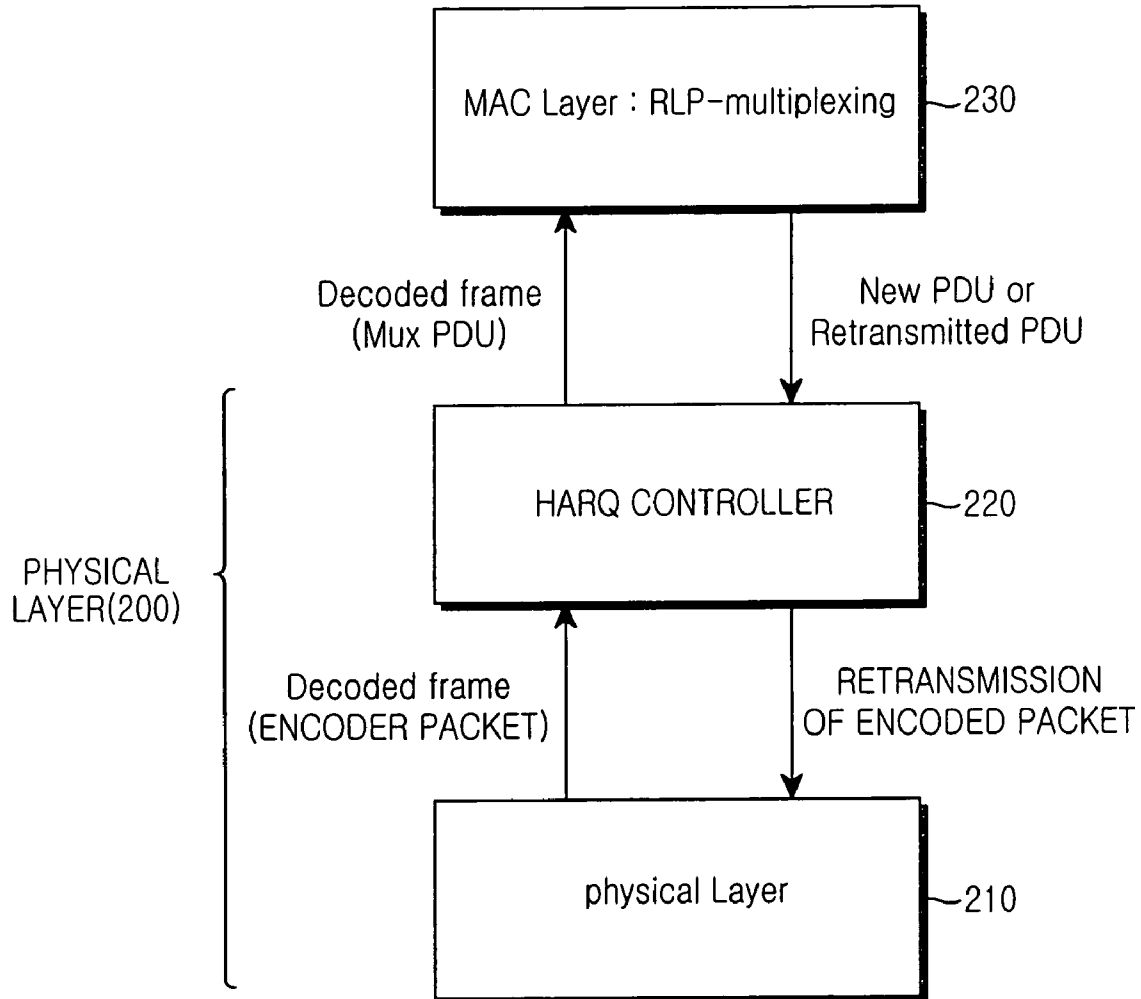 MAC Layer : RLP-multiplexing
230
Decoded frame
(Mux PDU)
New PDU or
Retransmitted PDU
HARQ CONTROLLER
220
PHYSICAL
LAYER(200)
Decoded frame
(ENCODER PACKET)
RETRANSMISSION
OF ENCODED PACKET
physical Layer
210